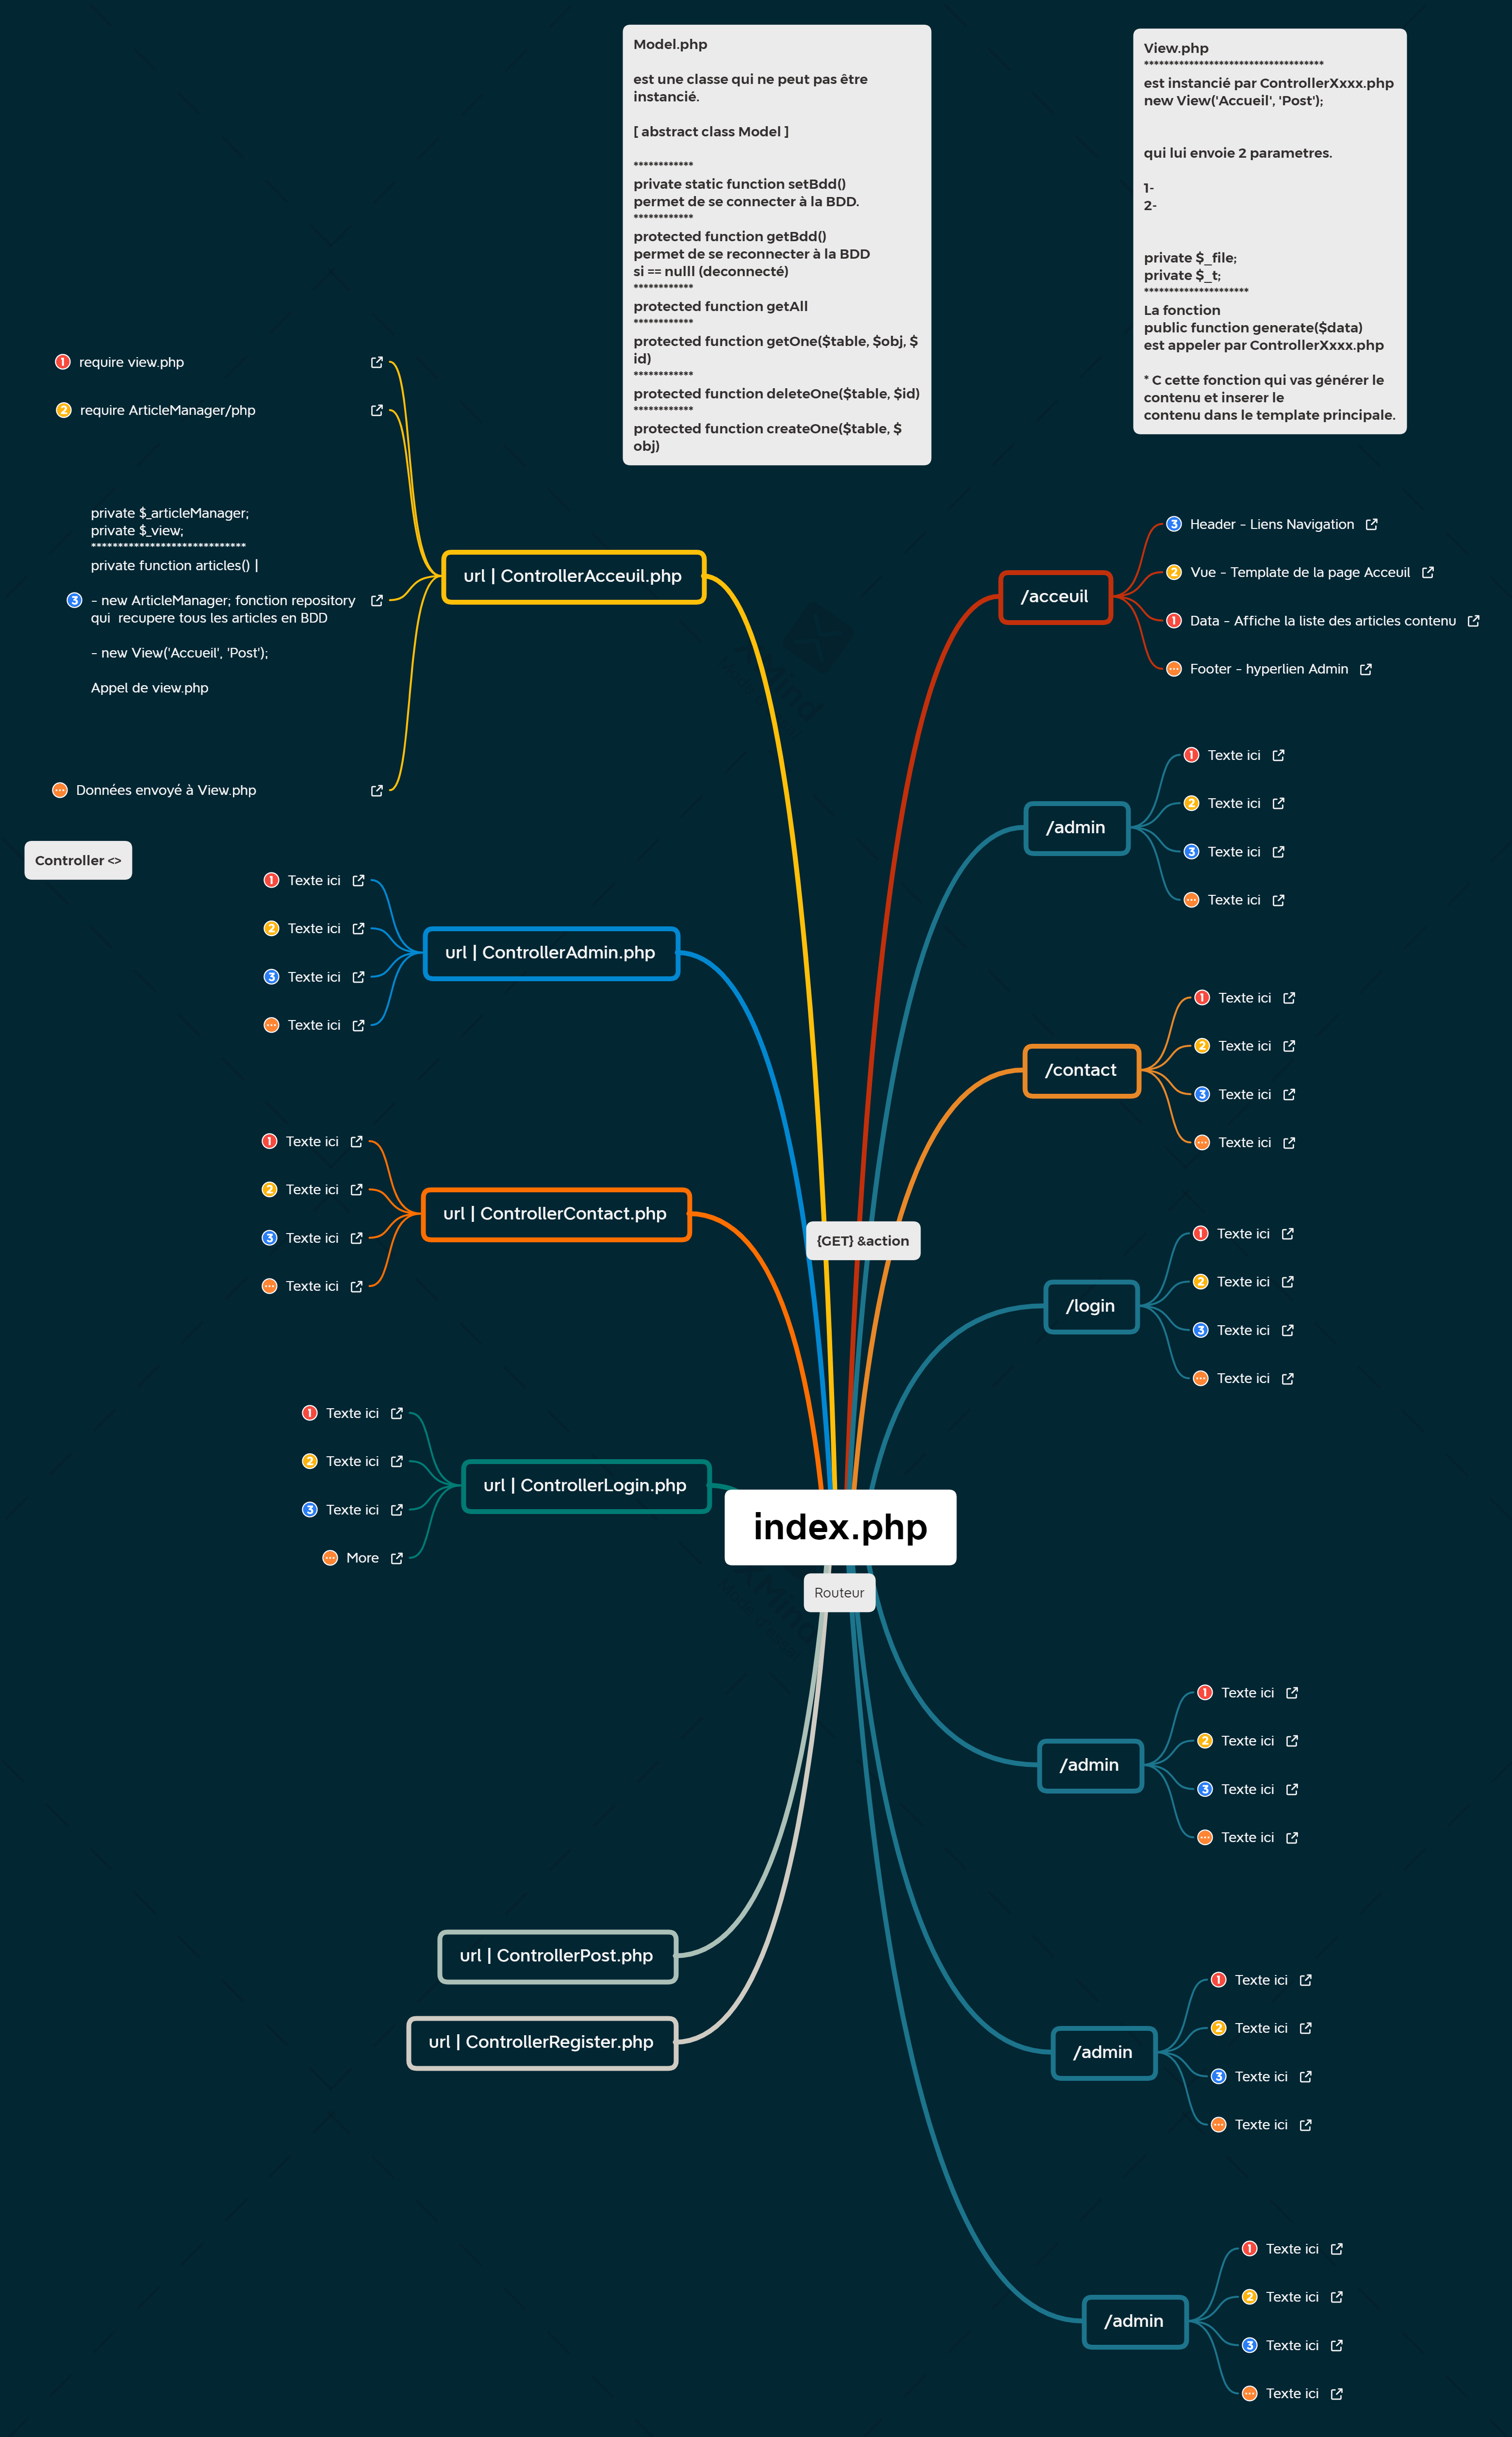 Model.php
est une classe qui ne peut pas être
instancié.
[ abstract class Model ]
************
private static function setBdd()
permet de se connecter à la BDD.
************
protected function getBdd()
permet de se reconnecter à la BDD
si == nulll (deconnecté)
************
protected function getAll
************
protected function getOne($table, $obj, $
id)
************
protected function deleteOne($table, $id)
************
protected function createOne($table, $
obj)
View.php
************************************
est instancié par ControllerXxxx.php
new View('Accueil', 'Post');
qui lui envoie 2 parametres.
1-
2-
private $_file;
private $_t;
*********************
La fonction
public function generate($data)
est appeler par ControllerXxxx.php
* C cette fonction qui vas générer le
contenu et inserer le
contenu dans le template principale.
1 require view.php
2 require ArticleManager/php
private $_articleManager;
private $_view;
*****************************
private function articles() |
3 - new ArticleManager; fonction repository
qui  recupere tous les articles en BDD
- new View('Accueil', 'Post');
Appel de view.php
Données envoyé à View.php
url | ControllerAcceuil.php
Controller <>
1 Texte ici
2 Texte ici
3 Texte ici
Texte ici
url | ControllerAdmin.php
1 Texte ici
2 Texte ici
3 Texte ici
Texte ici
url | ControllerContact.php
1 Texte ici
2 Texte ici
3 Texte ici
More
url | ControllerLogin.php
url | ControllerPost.php
url | ControllerRegister.php
{GET} &action
index.php
Routeur
/acceuil
3 Header - Liens Navigation
2 Vue - Template de la page Acceuil
1 Data - Affiche la liste des articles contenu
Footer - hyperlien Admin
/admin
1 Texte ici
2 Texte ici
3 Texte ici
Texte ici
/contact
1 Texte ici
2 Texte ici
3 Texte ici
Texte ici
/login
1 Texte ici
2 Texte ici
3 Texte ici
Texte ici
/admin
1 Texte ici
2 Texte ici
3 Texte ici
Texte ici
/admin
1 Texte ici
2 Texte ici
3 Texte ici
Texte ici
/admin
1 Texte ici
2 Texte ici
3 Texte ici
Texte ici